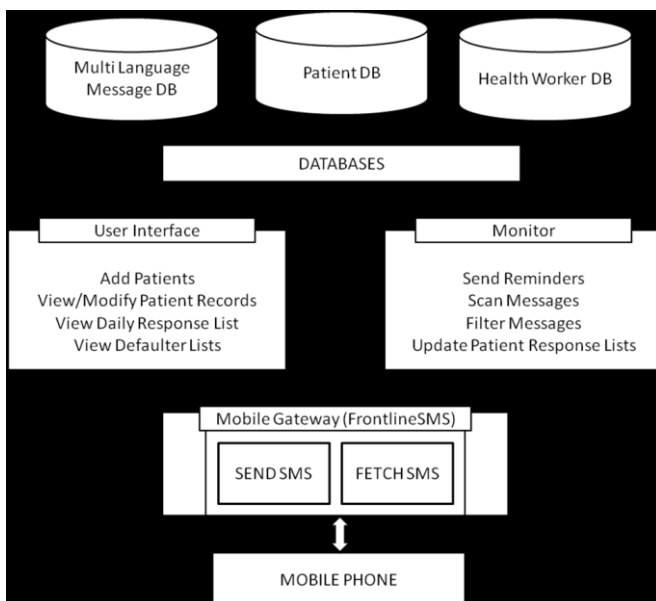 Multi Language
Message DB
Patient DB
Health Worker DB
DATABASES
User Interface
Add Patients
View/Modify Patient Records
View Daily Response List
View Defaulter Lists
Monitor
Send Reminders
Scan Messages
Filter Messages
Update Patient Response Lists
Mobile Gateway (FrontlineSMS)
SEND SMS
FETCH SMS
MOBILE PHONE